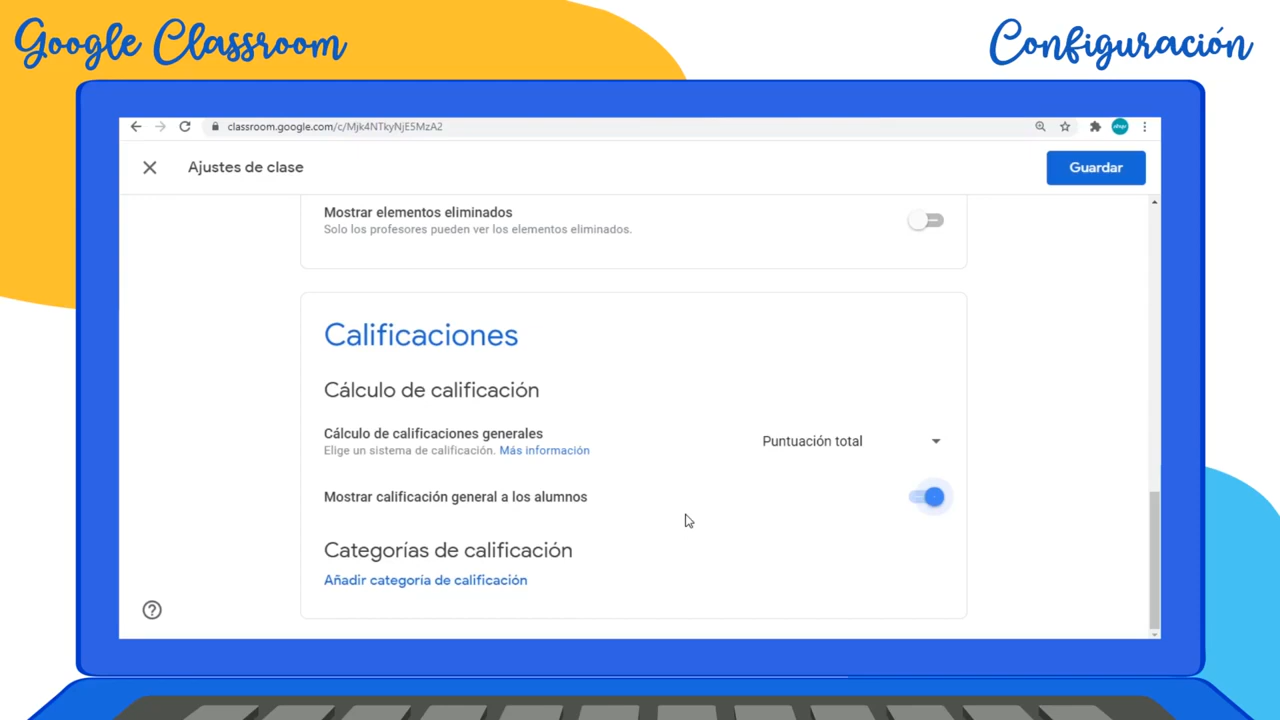 Google Classroom
Configuración
classroom.google.com/c/Mjk4NTkyNjE5MzA2
Ajustes de clase
Guardar
Mostrar elementos eliminados
Solo los profesores pueden ver los elementos eliminados.
Calificaciones
Cálculo de calificación
Cálculo de calificaciones generales
Elige un sistema de calificación. Más información
Puntuación total
Mostrar calificación general a los alumnos
Categorías de calificación
Añadir categoría de calificación